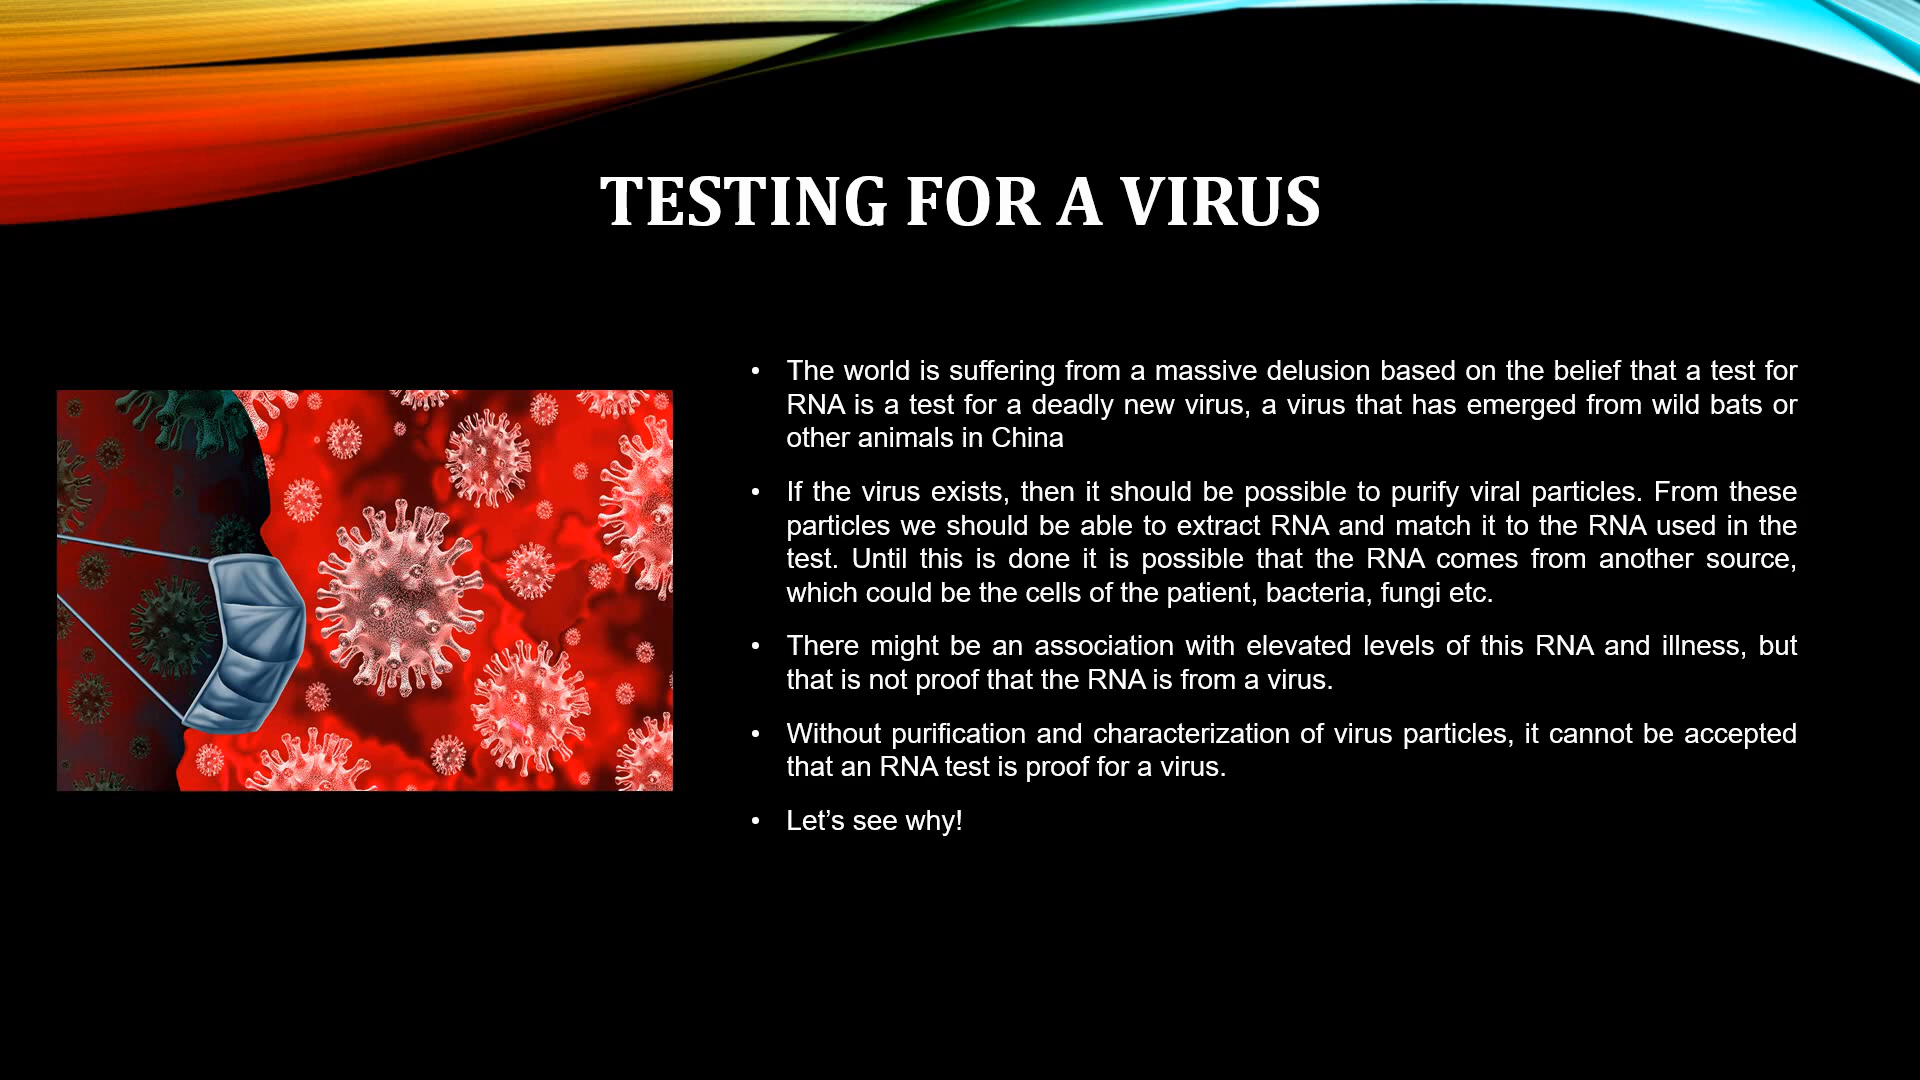 TESTING FOR A VIRUS
• The world is suffering from a massive delusion based on the belief that a test for
RNA is a test for a deadly new virus, a virus that has emerged from wild bats or
other animals in China
• If the virus exists, then it should be possible to purify viral particles. From these
particles we should be able to extract RNA and match it to the RNA used in the
test. Until this is done it is possible that the RNA comes from another source,
which could be the cells of the patient, bacteria, fungi etc.
• There might be an association with elevated levels of this RNA and illness, but
that is not proof that the RNA is from a virus.
• Without purification and characterization of virus particles, it cannot be accepted
that an RNA test is proof for a virus.
• Let’s see why!